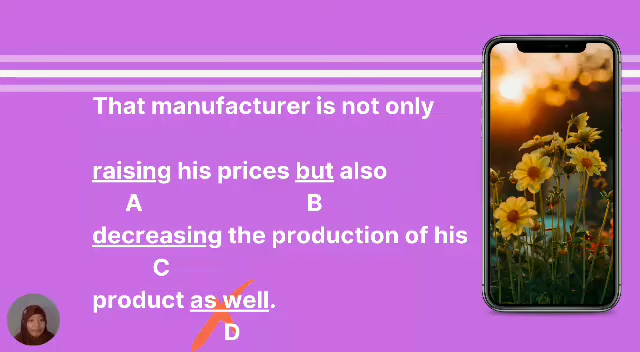 That manufacturer is not only
raising his prices but also
A B
decreasing the production of his
C
product as well.
D